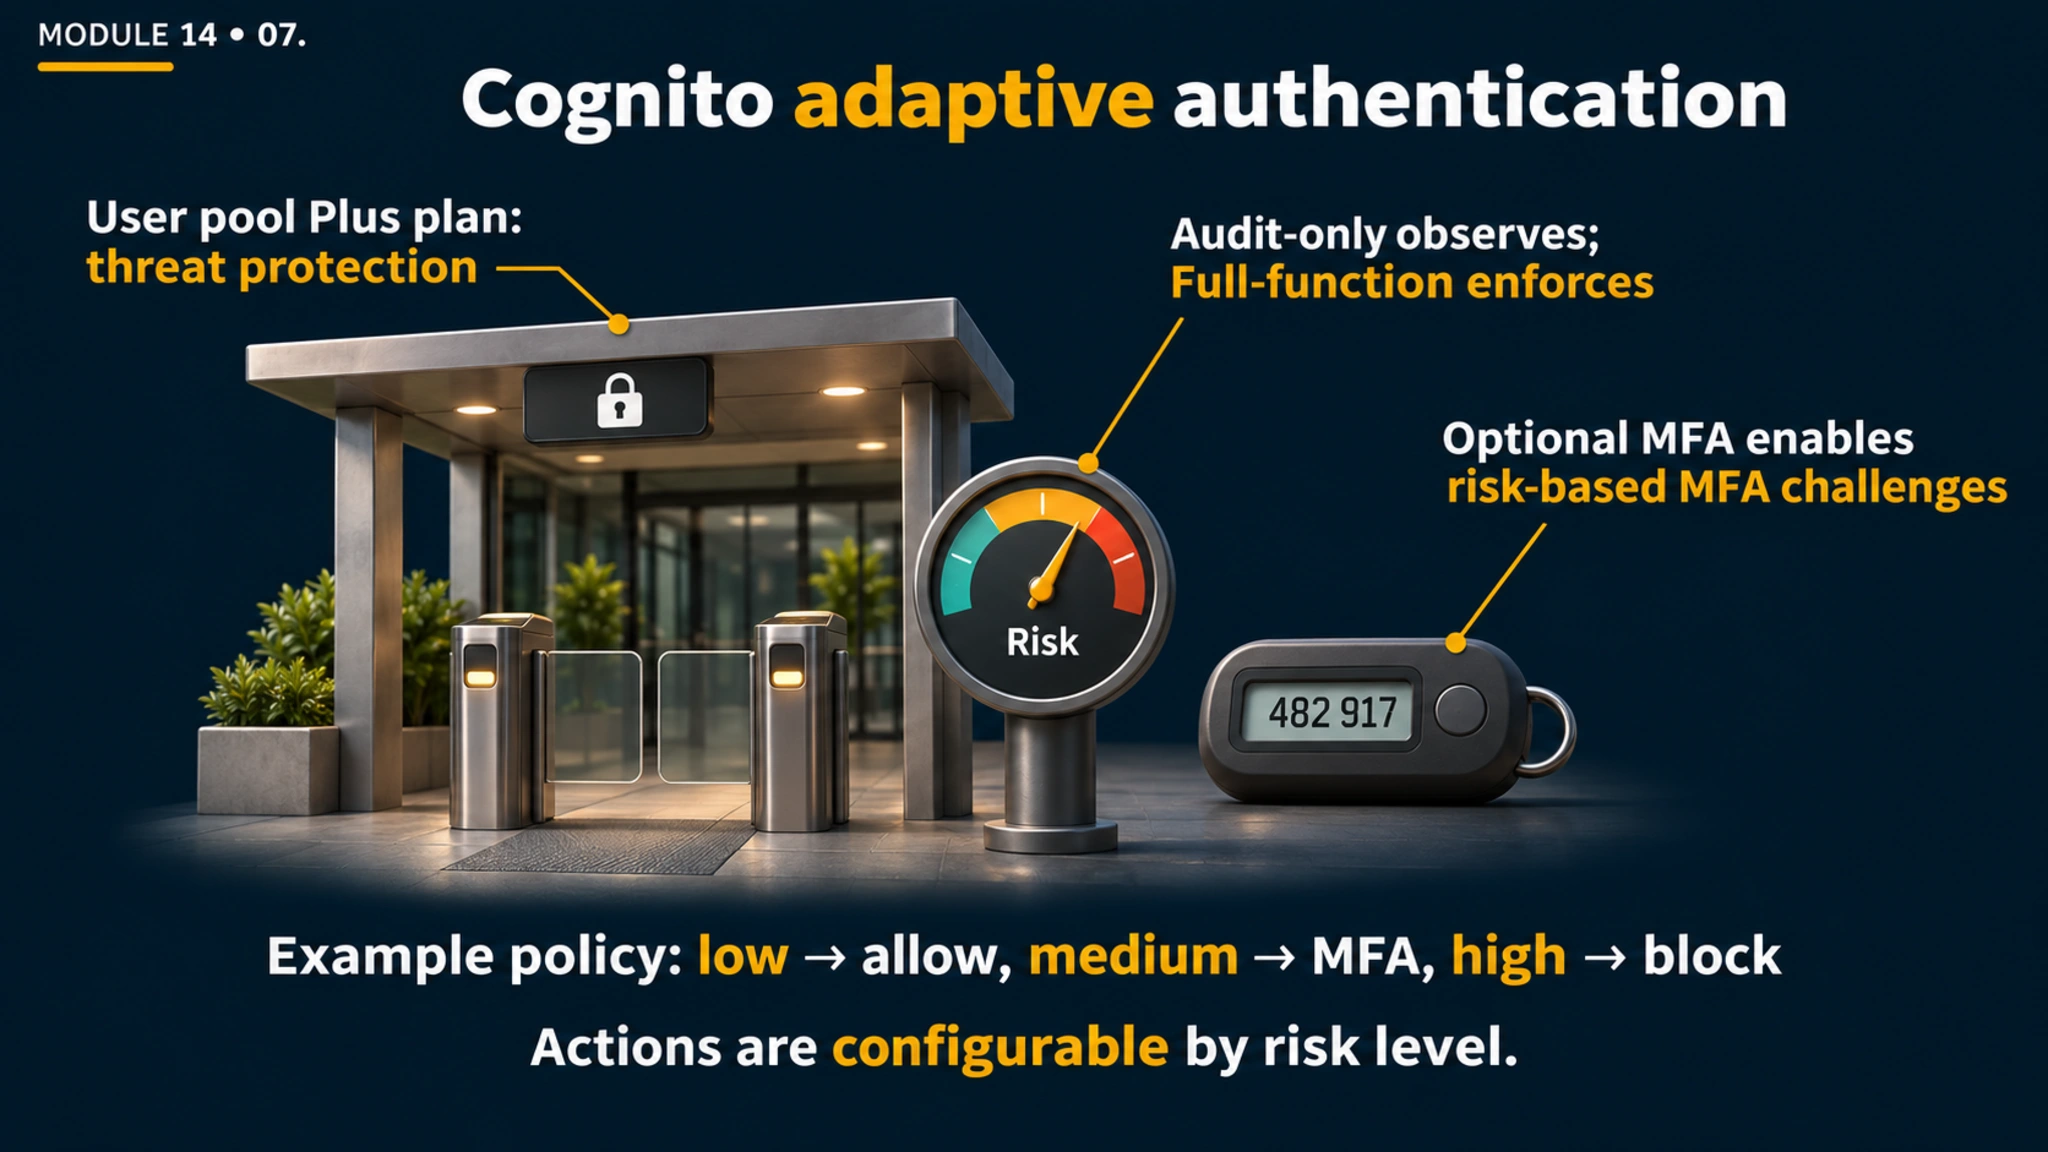 MODULE 14 • 07.
Cognito adaptive authentication
User pool Plus plan:
threat protection
Audit-only observes;
Full-function enforces
Optional MFA enables
risk-based MFA challenges
Risk
482 917
Example policy: low → allow, medium → MFA, high → block
Actions are configurable by risk level.